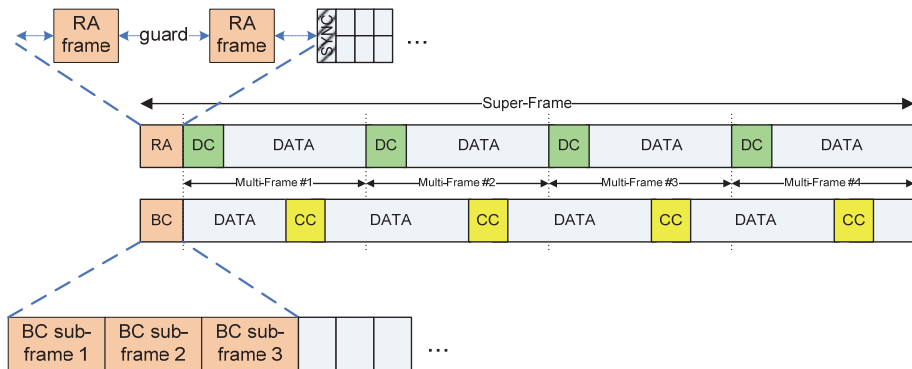 RA
frame
guard
RA
frame
SYNC
...
Super-Frame
RA
DC
DATA
DC
DATA
DC
DATA
DC
DATA
Multi-Frame #1
Multi-Frame #2
Multi-Frame #3
Multi-Frame #4
BC
DATA
CC
DATA
CC
DATA
CC
DATA
CC
BC sub-
frame 1
BC sub-
frame 2
BC sub-
frame 3
...